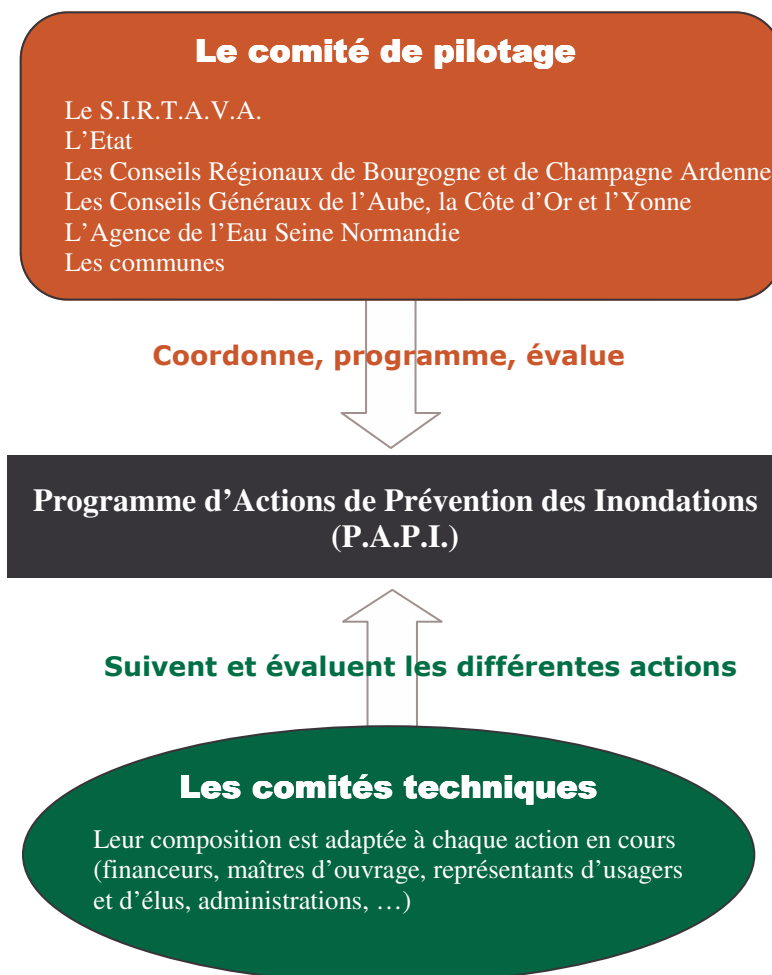 Le comité de pilotage
Le S.I.R.T.A.V.A.
L'Etat
Les Conseils Régionaux de Bourgogne et de Champagne Ardenne
Les Conseils Généraux de l'Aube, la Côte d'Or et l'Yonne
L'Agence de l'Eau Seine Normandie
Les communes
Coordonne, programme, évalue
Programme d'Actions de Prévention des Inondations
(P.A.P.I.)
Suivent et évaluent les différentes actions
Les comités techniques
Leur composition est adaptée à chaque action en cours
(financeurs, maîtres d'ouvrage, représentants d'usagers
et d'élus, administrations, …)